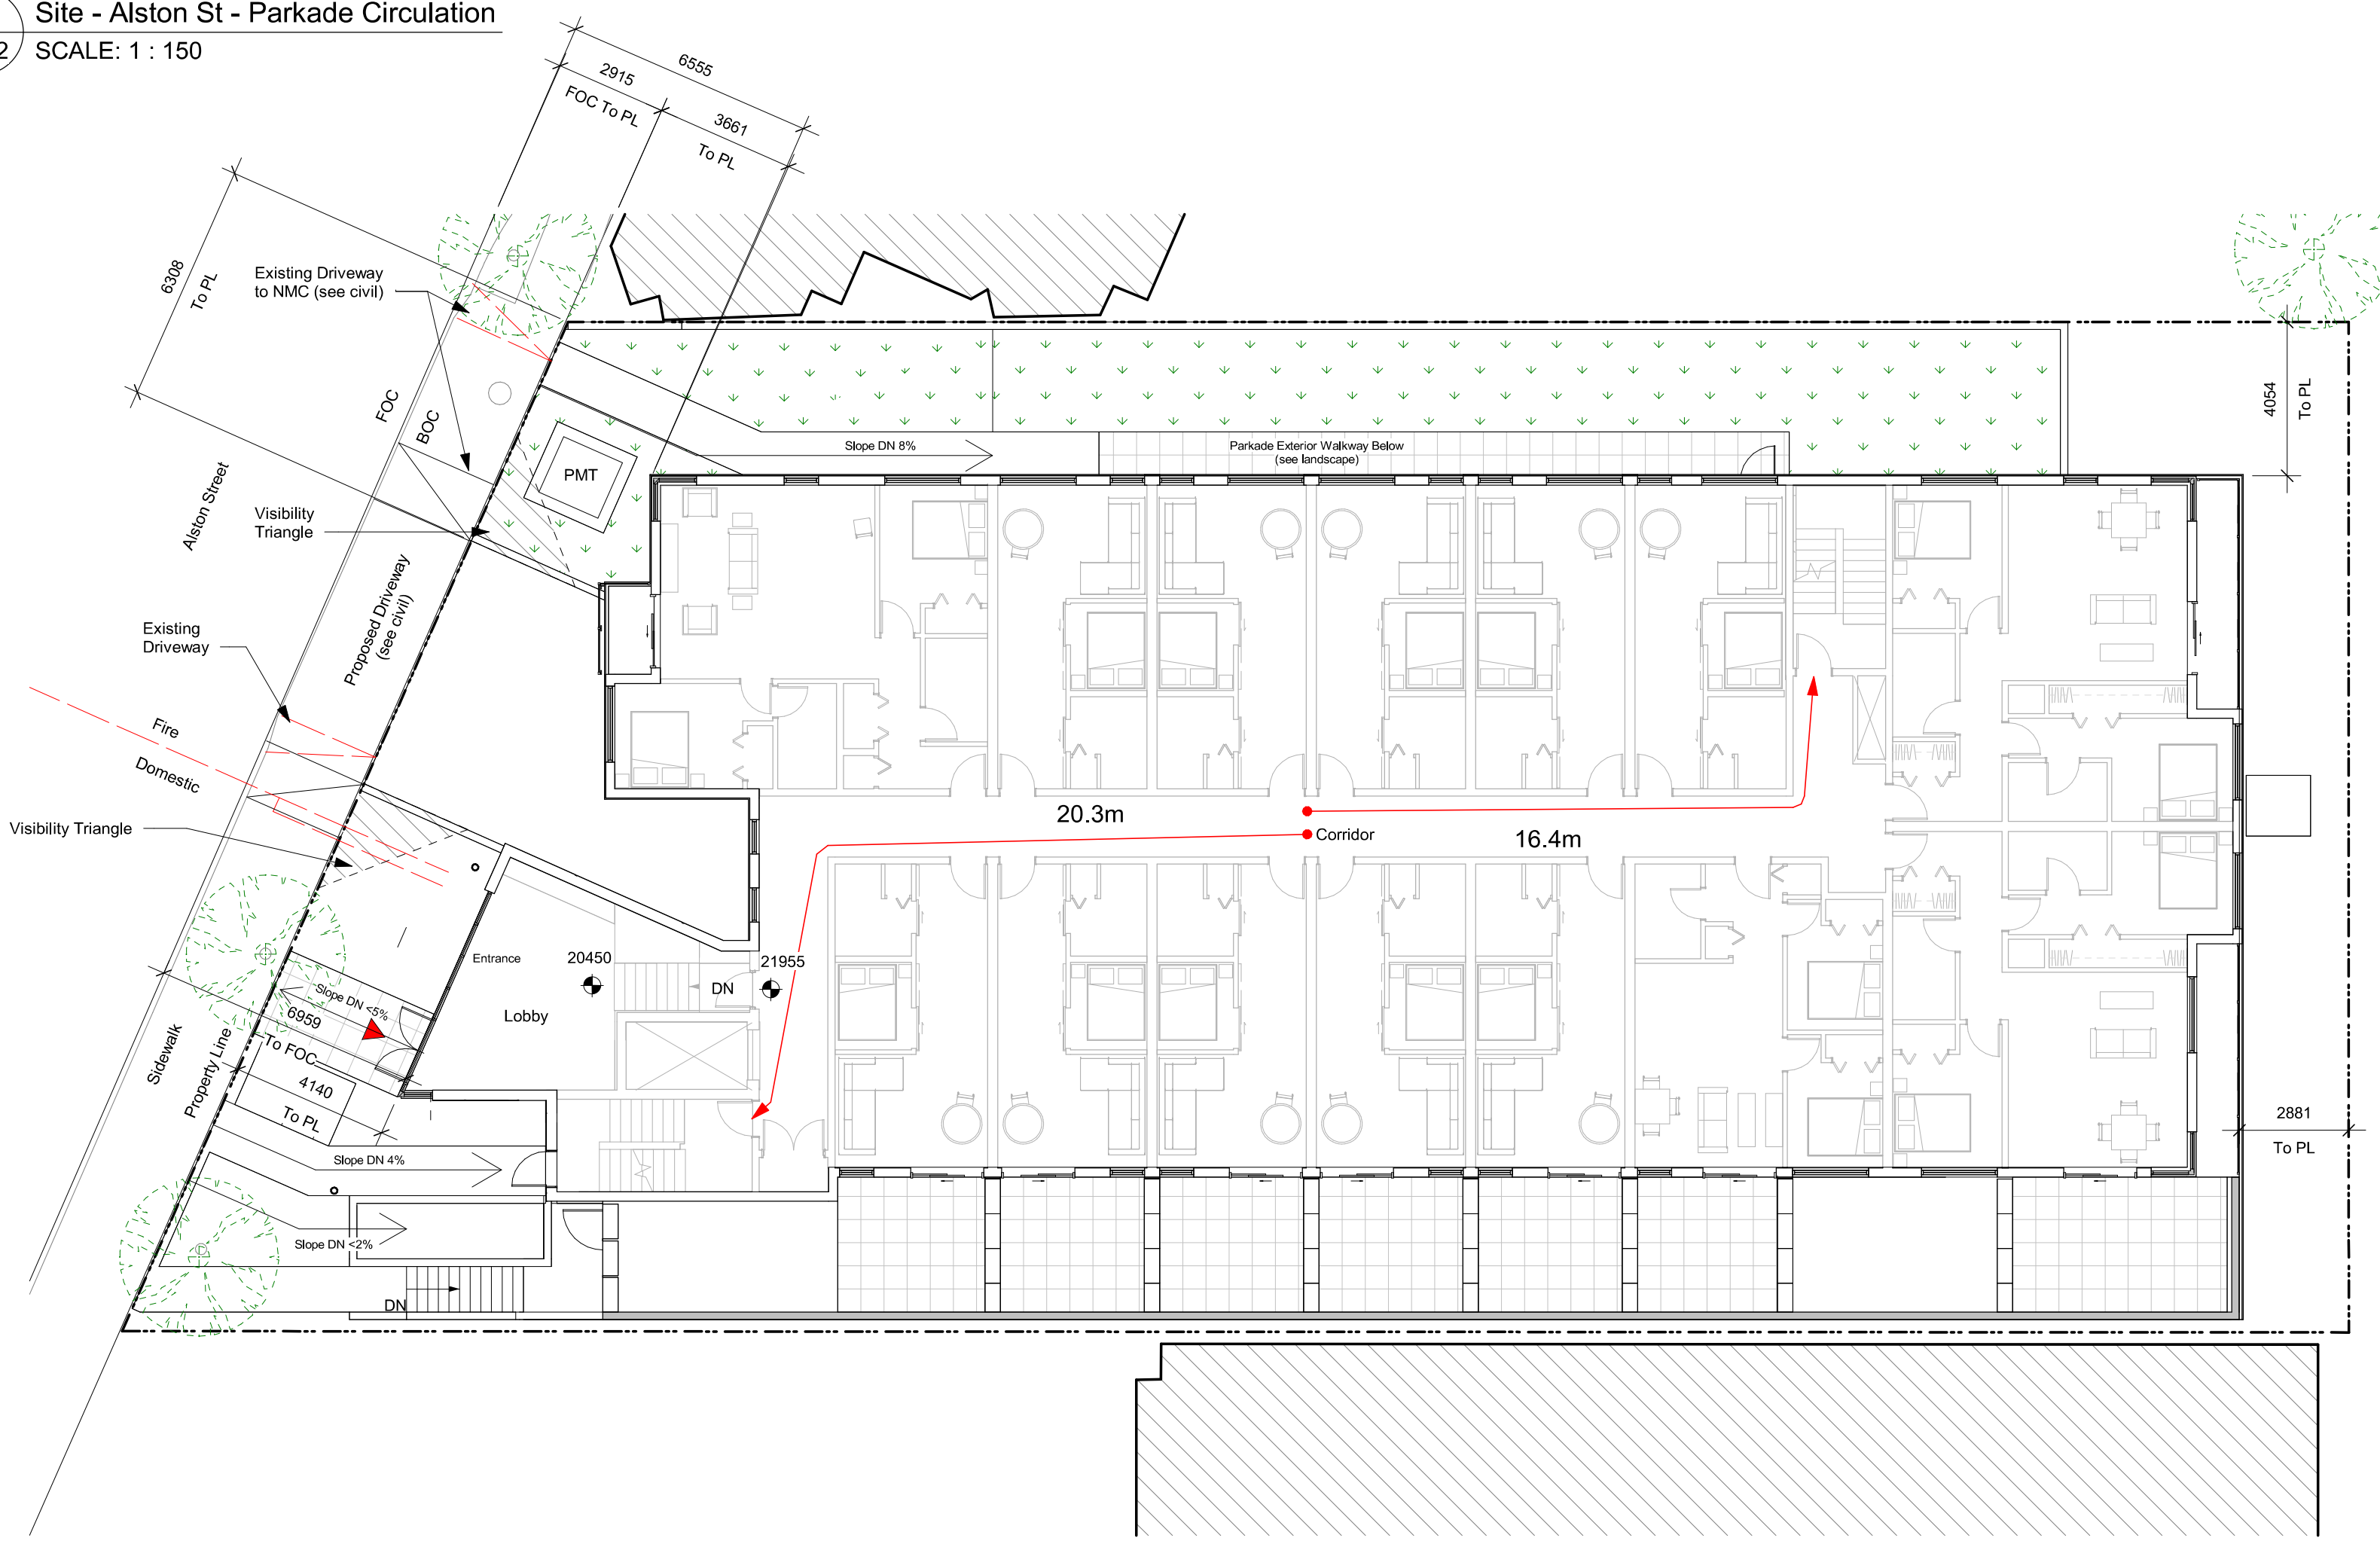 Site - Alston St - Parkade Circulation
2
SCALE: 1 : 150
6555
2915
FOC To PL
3661
To PL
6308
To PL
Existing Driveway
to NMC (see civil)
FOC
BOC
Alston Street
PMT
Visibility
Triangle
Slope DN 8%
Parkade Exterior Walkway Below
(see landscape)
4054
To PL
Proposed Driveway
(see civil)
Existing
Driveway
Fire
Domestic
Visibility Triangle
20.3m
Corridor
16.4m
Entrance
20450
21955
DN
Lobby
Slope DN <5%
6959
To FOC
4140
To PL
Sidewalk
Property Line
Slope DN 4%
Slope DN <2%
DN
2881
To PL